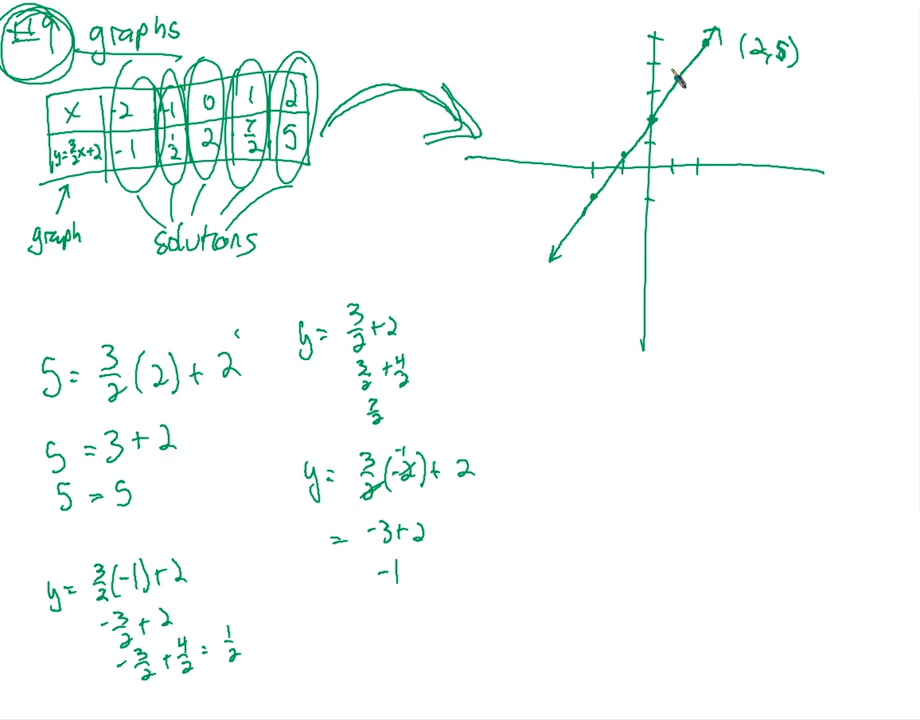 #9 graphs
x -2 -1 0 1 2
y=3/2x+2 -1 1/2 2 7/2 5
graph
solutions
(2,5)
5 = 3/2(2) + 2
5 = 3 + 2
5 = 5
y = 3/2(-1) + 2
-3/2 + 2
-3/2 + 4/2 = 1/2
y = 3/2 + 2
3/2 + 4/2
7/2
y = 3/2(-2) + 2
-1
= -3 + 2
-1